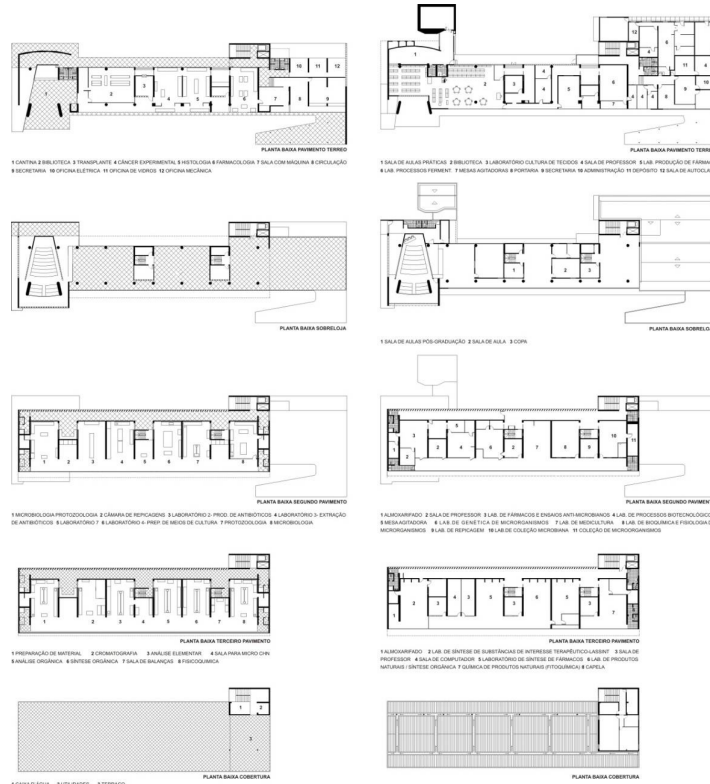 PLANTA BAIXA PAVIMENTO TERREO
1 CANTINA 2 BIBLIOTECA 3 TRANSPLANTE 4 CÂNCER EXPERIMENTAL 5 HISTOLOGIA 6 FARMACOLOGIA 7 SALA COM MÁQUINA 8 CIRCULAÇÃO
9 SECRETARIA 10 OFICINA ELÉTRICA 11 OFICINA DE VIDROS 12 OFICINA MECÂNICA
PLANTA BAIXA SOBRELOJA
PLANTA BAIXA SEGUNDO PAVIMENTO
1 MICROBIOLOGIA PROTOZOOLOGIA 2 CÂMARA DE REPICAGENS 3 LABORATÓRIO 2- PROD. DE ANTIBIÓTICOS 4 LABORATÓRIO 3- EXTRAÇÃO
DE ANTIBIÓTICOS 5 LABORATÓRIO 7 6 LABORATÓRIO 4- PREP. DE MEIOS DE CULTURA 7 PROTOZOOLOGIA 8 MICROBIOLOGIA
PLANTA BAIXA TERCEIRO PAVIMENTO
1 PREPARAÇÃO DE MATERIAL 2 CROMATOGRAFIA 3 ANÁLISE ELEMENTAR 4 SALA PARA MICRO CHN
5 ANÁLISE ORGÂNICA 6 SÍNTESE ORGÂNICA 7 SALA DE BALANÇAS 8 FISICOQUIMICA
PLANTA BAIXA COBERTURA
PLANTA BAIXA PAVIMENTO TERR
1 SALA DE AULAS PRÁTICAS 2 BIBLIOTECA 3 LABORATÓRIO CULTURA DE TECIDOS 4 SALA DE PROFESSOR 5 LAB. PRODUÇÃO DE FÁRMA
6 LAB. PROCESSOS FERMENT. 7 MESAS AGITADORAS 8 PORTARIA 9 SECRETARIA 10 ADMINISTRAÇÃO 11 DEPÓSITO 12 SALA DE AUTOCLA
PLANTA BAIXA SOBRELO
1 SALA DE AULAS PÓS-GRADUAÇÃO 2 SALA DE AULA 3 COPA
PLANTA BAIXA SEGUNDO PAVIMENT
1 ALMOXARIFADO 2 SALA DE PROFESSOR 3 LAB. DE FÁRMACOS E ENSAIOS ANTI-MICROBIANOS 4 LAB. DE PROCESSOS BIOTECNOLÓGICO
5 MESA AGITADORA 6 LAB. DE GENÉTICA DE MICRORGANISMOS 7 LAB. DE MEDICULTURA 8 LAB. DE BIOQUÍMICA E FISIOLOGIA D
MICRORGANISMOS 9 LAB. DE REPICAGEM 10 LAB.DE COLEÇÃO MICROBIANA 11 COLEÇÃO DE MICROORGANISMOS
PLANTA BAIXA TERCEIRO PAVIMENTO
1 ALMOXARIFADO 2 LAB. DE SÍNTESE DE SUBSTÂNCIAS DE INTERESSE TERAPÊUTICO-LASSINT 3 SALA DE
PROFESSOR 4 SALA DE COMPUTADOR 5 LABORATÓRIO DE SÍNTESE DE FÁRMACOS 6 LAB. DE PRODUTOS
NATURAIS / SÍNTESE ORGÂNICA 7 QUÍMICA DE PRODUTOS NATURAIS (FITOQUÍMICA) 8 CAPELA
PLANTA BAIXA COBERTURA